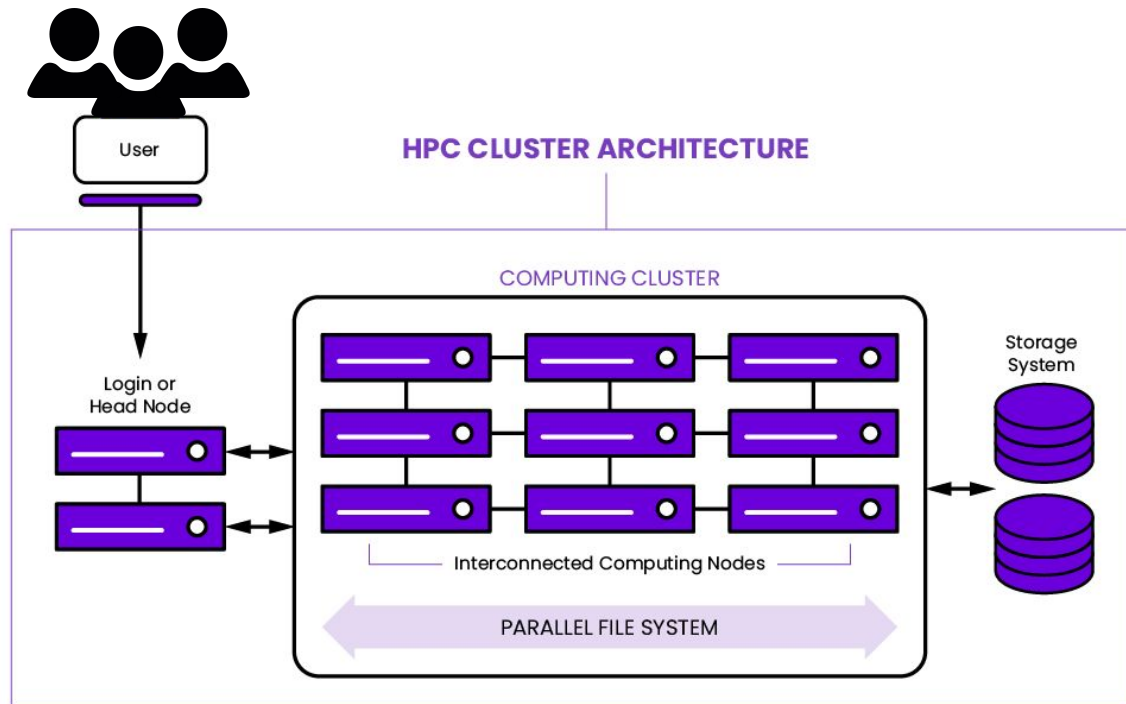 User
HPC CLUSTER ARCHITECTURE
COMPUTING CLUSTER
Login or
Head Node
Storage
System
Interconnected Computing Nodes
PARALLEL FILE SYSTEM